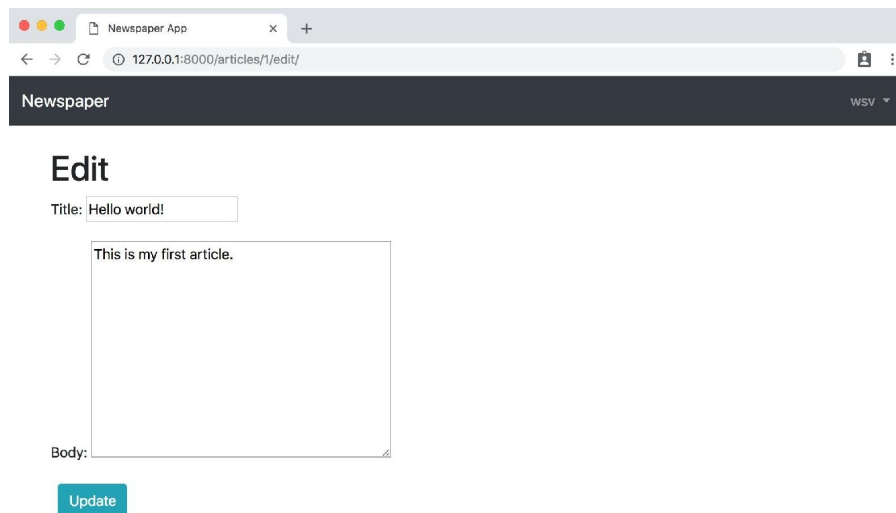 Newspaper App
127.0.0.1:8000/articles/1/edit/
Newspaper wsv
Edit
Title: Hello world!
This is my first article.
Body:
Update